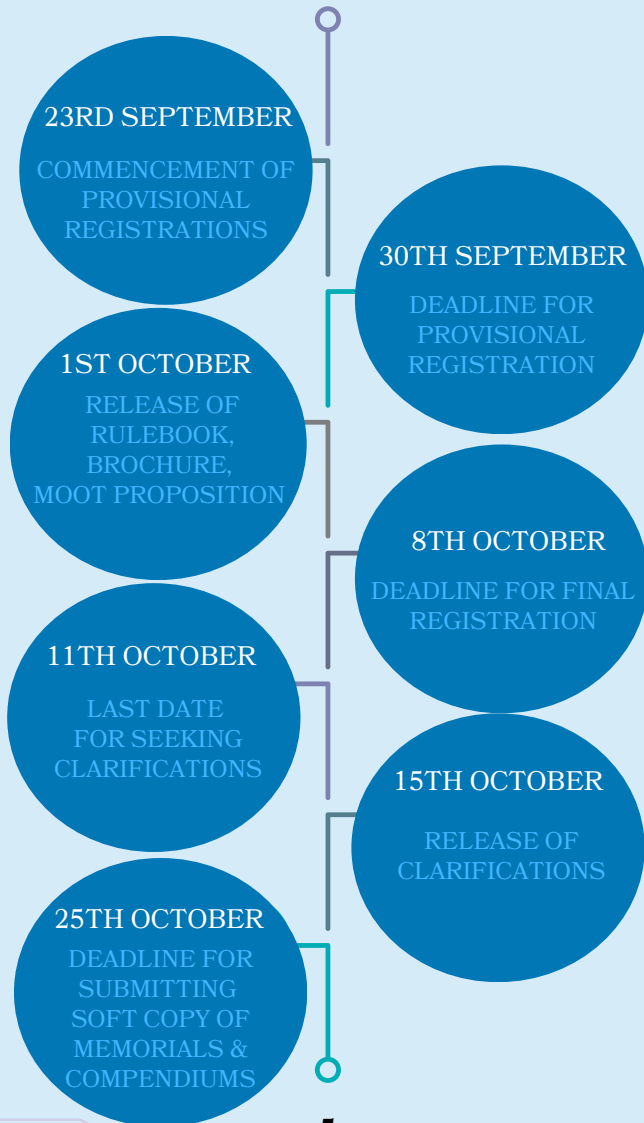 23RD SEPTEMBER
COMMENCEMENT OF
PROVISIONAL
REGISTRATIONS
30TH SEPTEMBER
DEADLINE FOR
PROVISIONAL
REGISTRATION
1ST OCTOBER
RELEASE OF
RULEBOOK,
BROCHURE,
MOOT PROPOSITION
8TH OCTOBER
DEADLINE FOR FINAL
REGISTRATION
11TH OCTOBER
LAST DATE
FOR SEEKING
CLARIFICATIONS
15TH OCTOBER
RELEASE OF
CLARIFICATIONS
25TH OCTOBER
DEADLINE FOR
SUBMITTING
SOFT COPY OF
MEMORIALS &
COMPENDIUMS